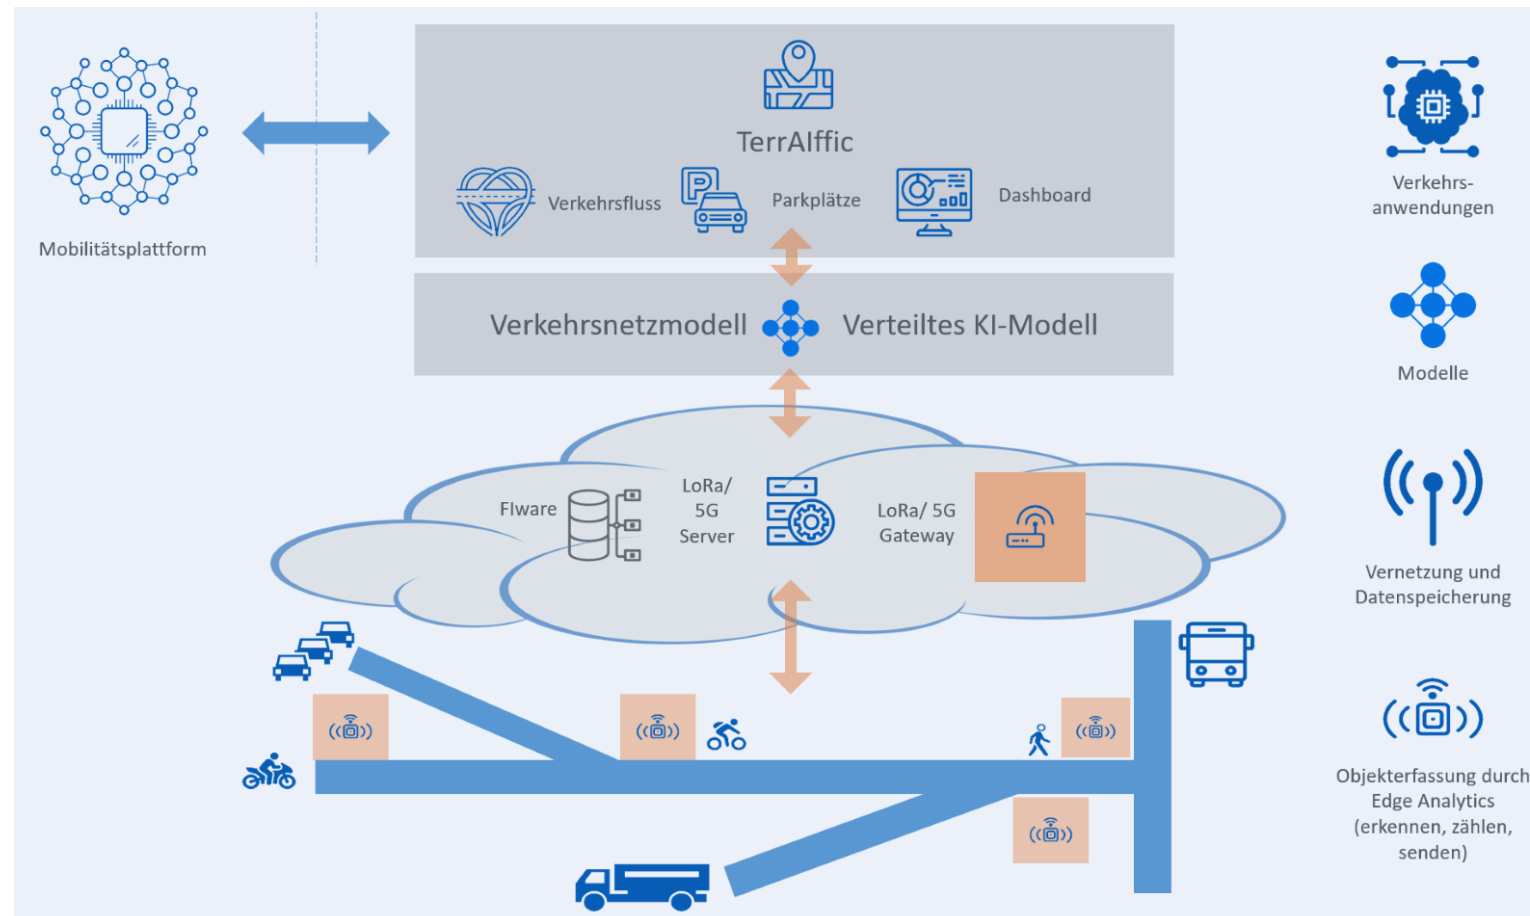 TerrAIffic
Verkehrsfluss
P
Parkplätze
Dashboard
Mobilitätsplattform
Verkehrs-
anwendungen
Verkehrsnetzmodell
Verteiltes KI-Modell
Modelle
FIware
LoRa/
5G
Server
LoRa/ 5G
Gateway
Vernetzung und
Datenspeicherung
Objekterfassung durch
Edge Analytics
(erkennen, zählen,
senden)